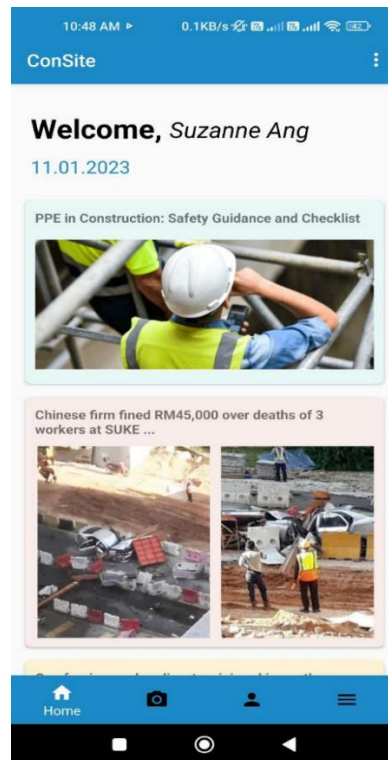 10:48 AM 0.1KB/s 42
ConSite
Welcome, Suzanne Ang
11.01.2023
PPE in Construction: Safety Guidance and Checklist
Chinese firm fined RM45,000 over deaths of 3
workers at SUKE ...
Home